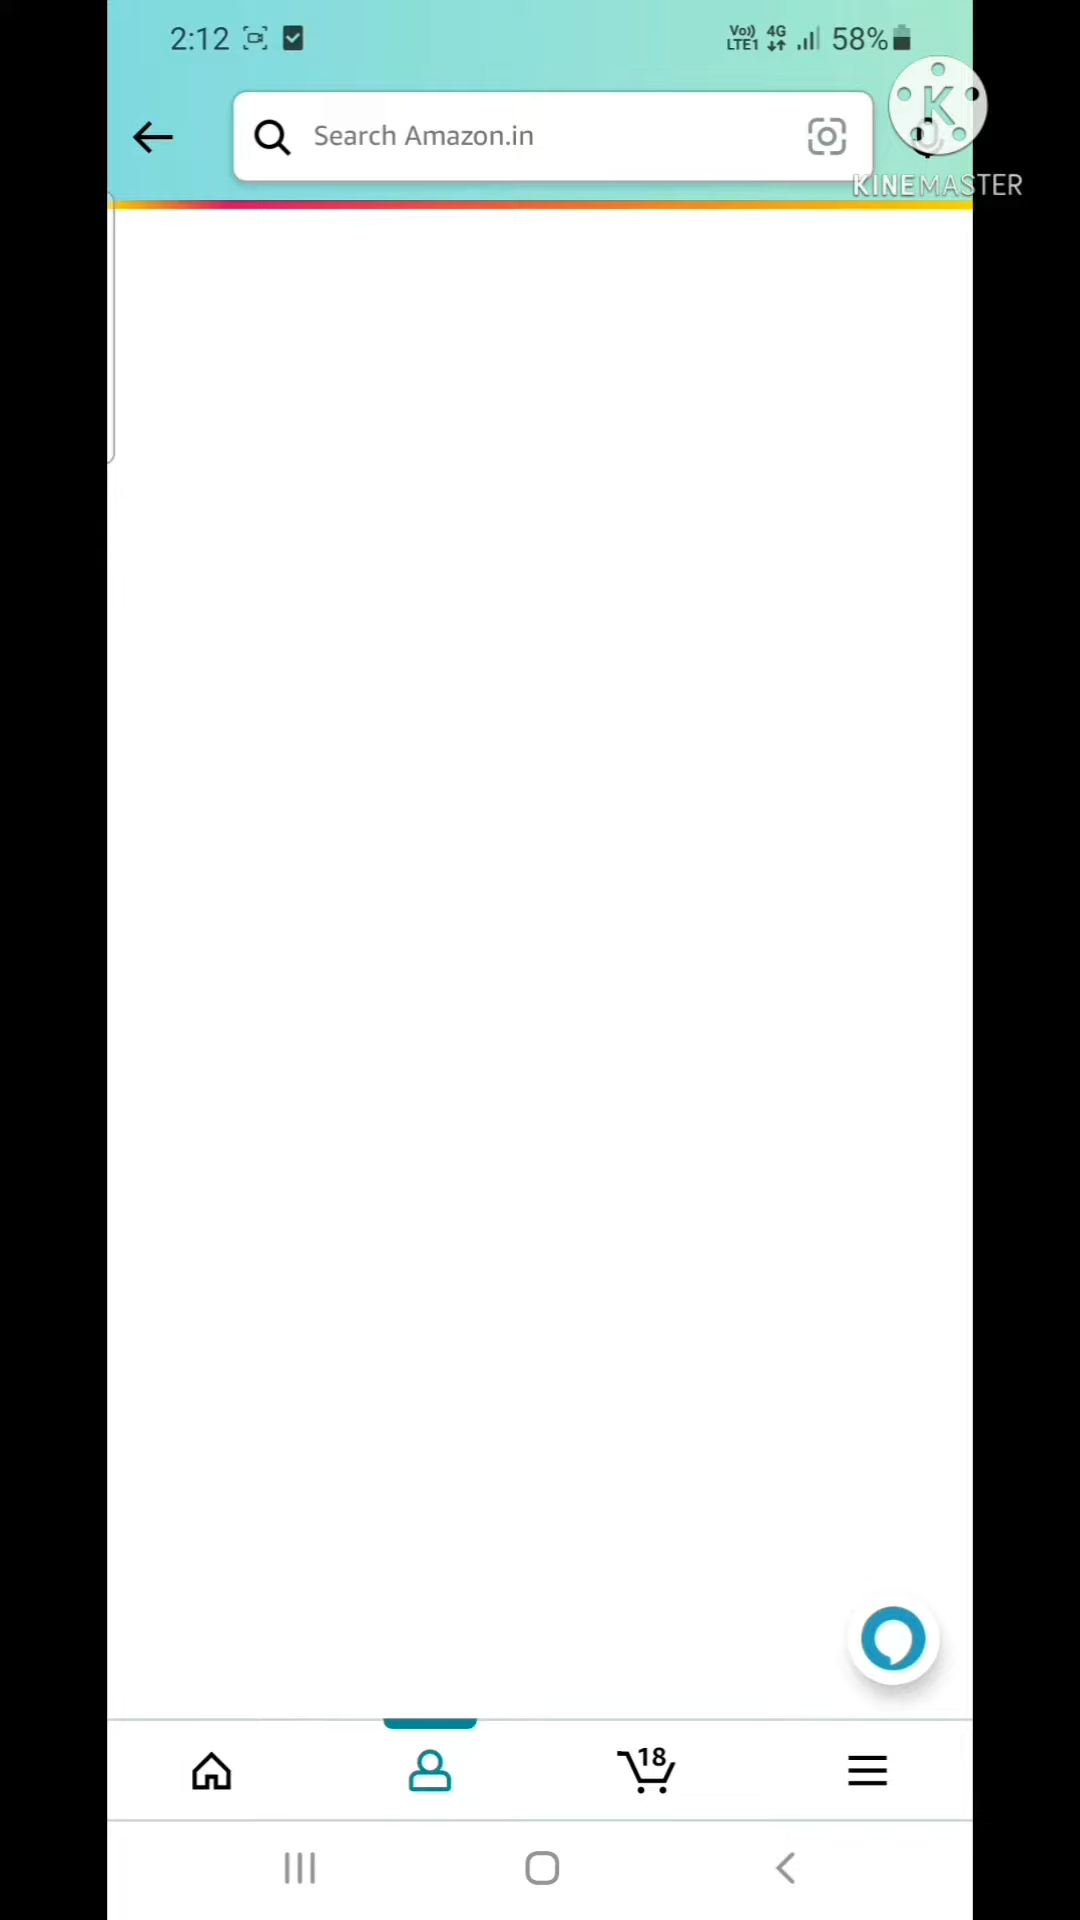 2:12
Vo)) 4G
LTE1
58%
Search Amazon.in
K
KINEMASTER
18